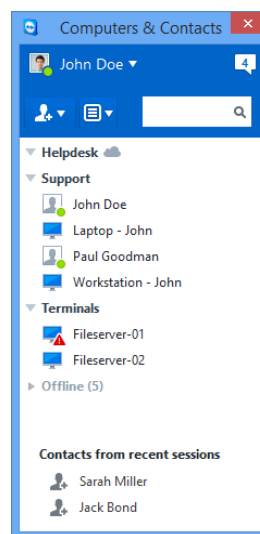 Computers & Contacts
John Doe
4
Helpdesk
Support
John Doe
Laptop - John
Paul Goodman
Workstation - John
Terminals
Fileserver-01
Fileserver-02
Offline (5)
Contacts from recent sessions
Sarah Miller
Jack Bond